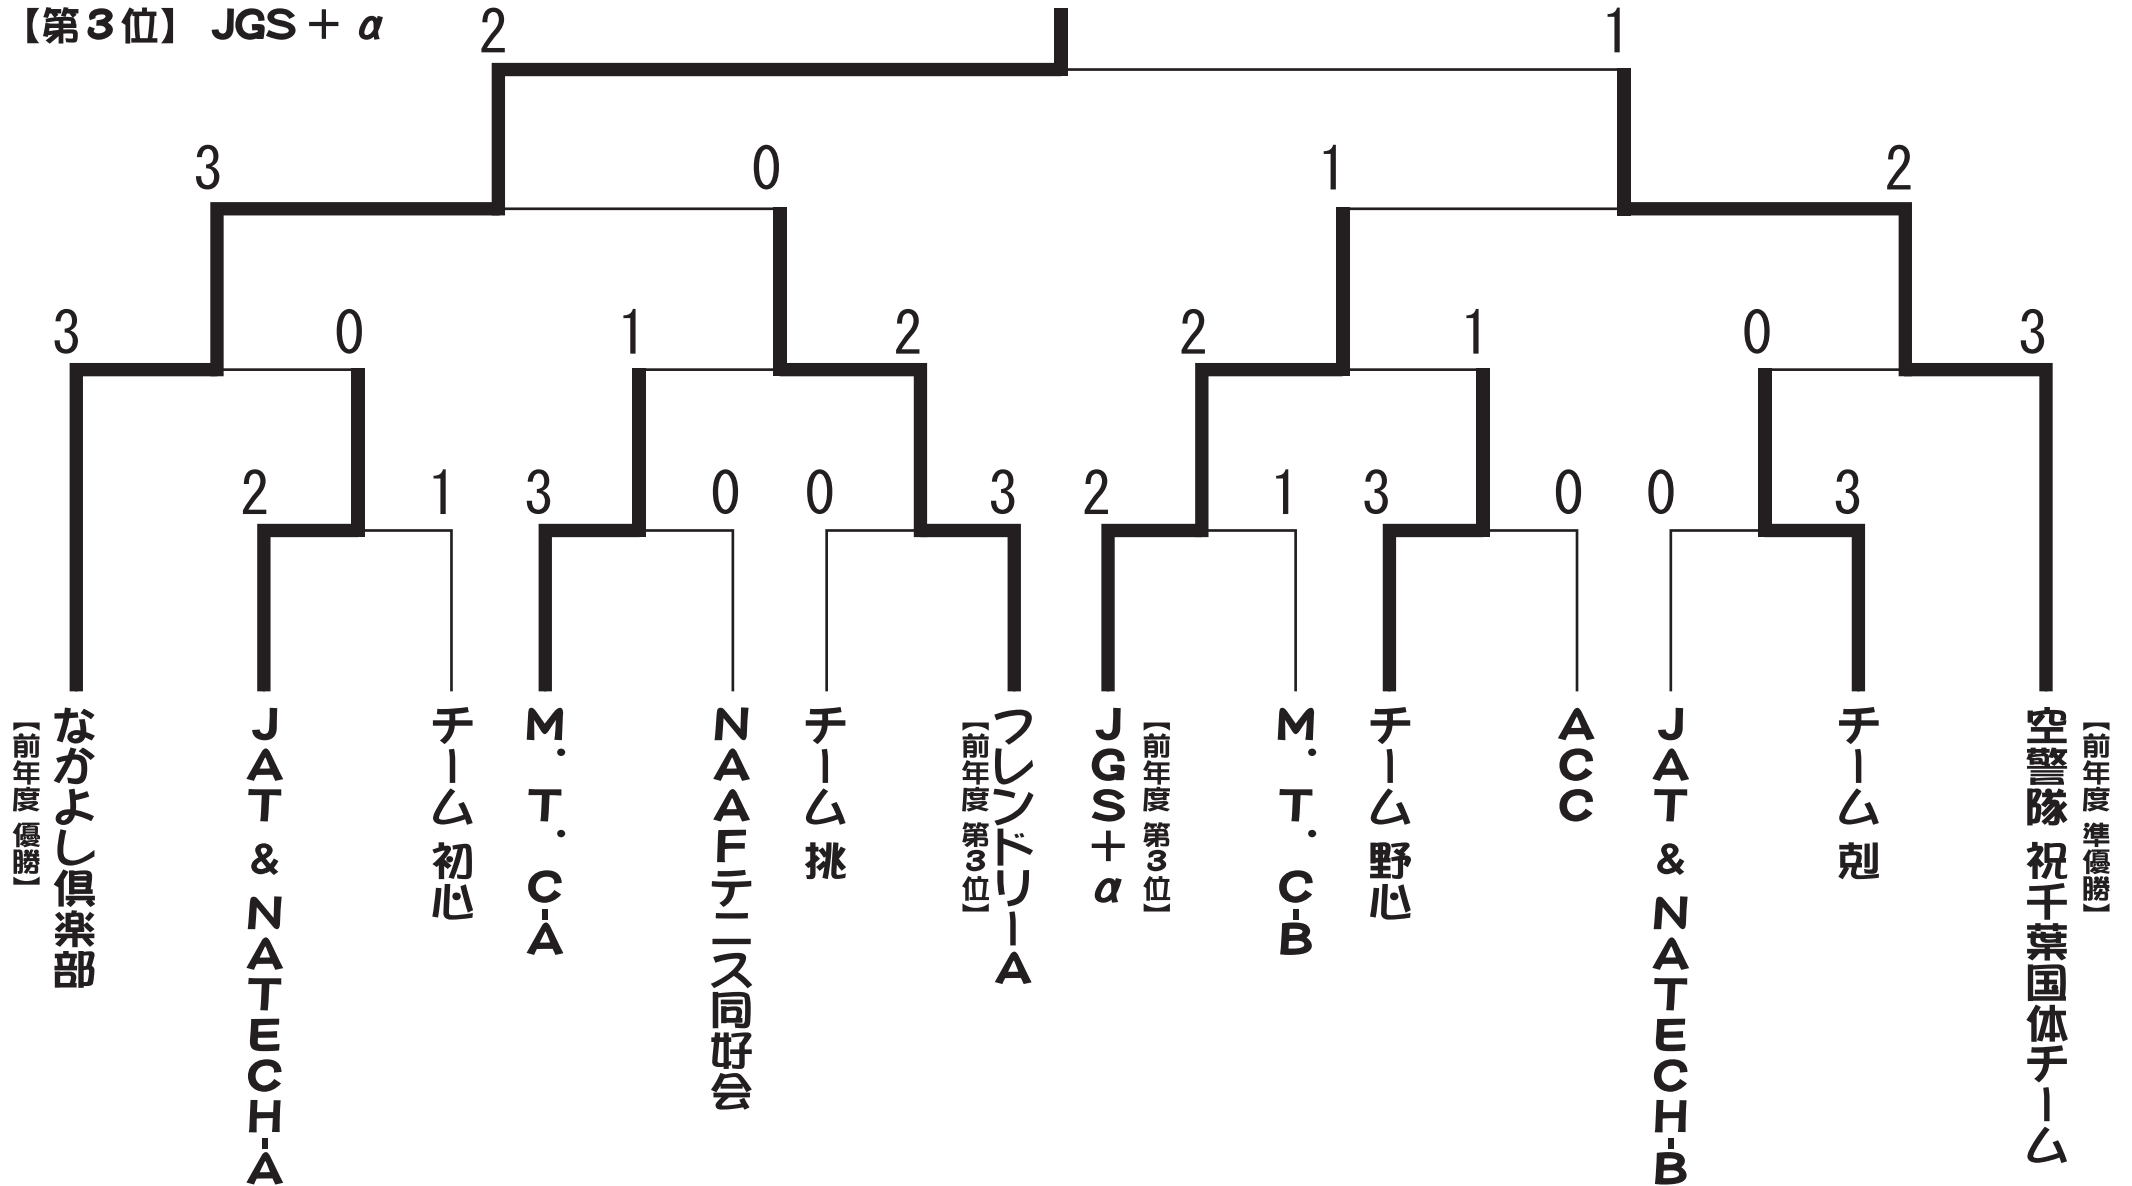 【第3位】 JGS+α
2
1
3
0
1
2
3
0
1
2
2
1
0
3
2
1
3
0
0
3
2
1
3
0
0
3
【前年度 優勝】
なかよし倶楽部
JAT&NATECH-A
チーム初心
M.T.C-A
NAAFテニス同好会
チーム挑
【前年度 第3位】
フレンドリーA
JGS+α
【前年度 第3位】
M.T.C-B
チーム野心
ACC
JAT&NATECH-B
チーム剋
空警隊 祝千葉国体チーム
【前年度 準優勝】